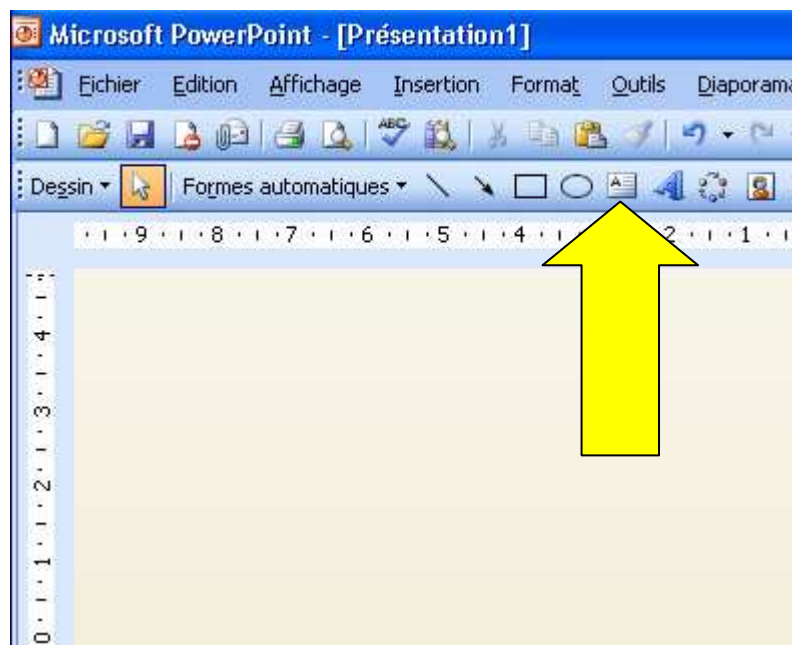 Microsoft PowerPoint - [Présentation1]
Fichier Edition Affichage Insertion Format Outils
ABC
Dessin Formes automatiques A
9 8 7 6 5 4 2 1
4
3
2
1
0